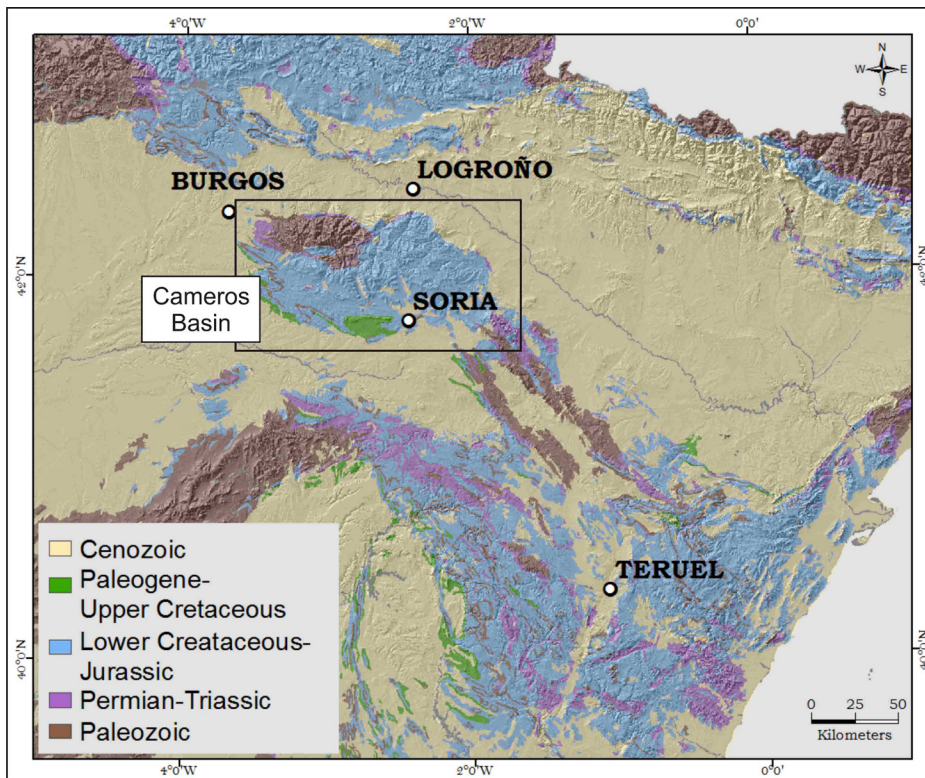 4°0'W
2°0'W
0°0'
N
W
E
S
LOGROÑO
BURGOS
42°0'N
Cameros
Basin
SORIA
Cenozoic
Paleogene-
Upper Cretaceous
Lower Creataceous-
Jurassic
Permian-Triassic
Paleozoic
TERUEL
40°0'N
40°0'N
0 25 50
Kilometers
4°0'W
2°0'W
0°0'